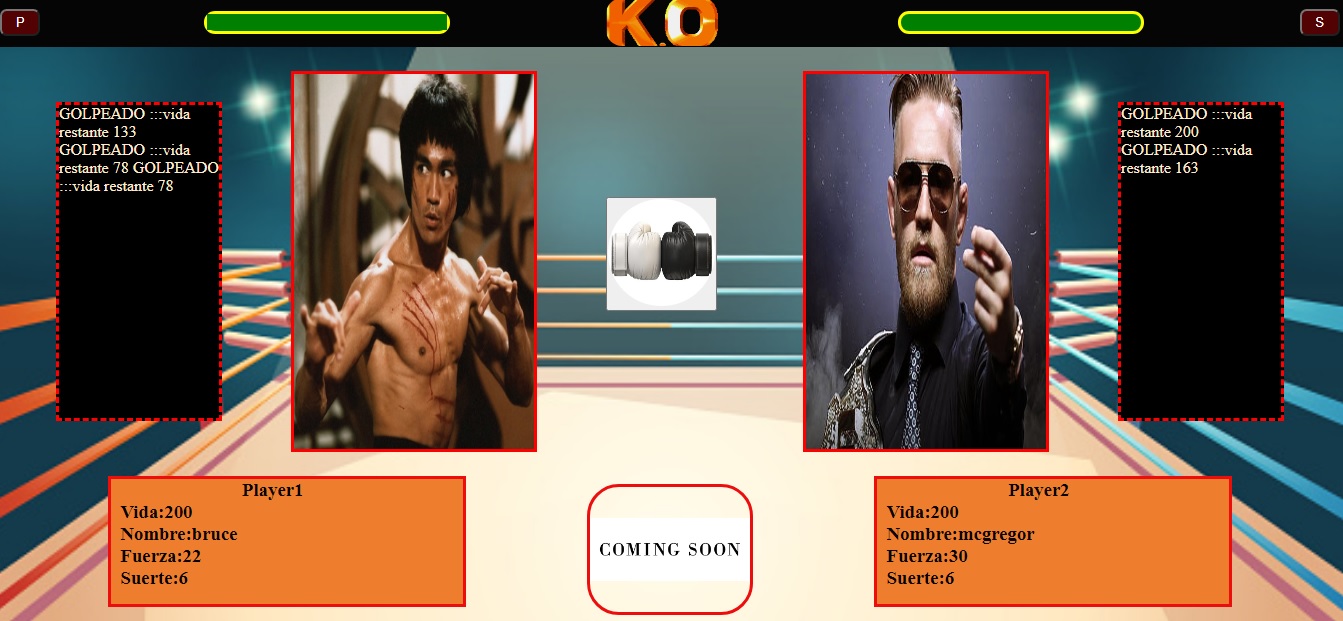 P
K.O
S
GOLPEADO :::vida
restante 133
GOLPEADO :::vida
restante 78 GOLPEADO
:::vida restante 78
GOLPEADO :::vida
restante 200
GOLPEADO :::vida
restante 163
Player1
Vida:200
Nombre:bruce
Fuerza:22
Suerte:6
COMING SOON
Player2
Vida:200
Nombre:mcgregor
Fuerza:30
Suerte:6